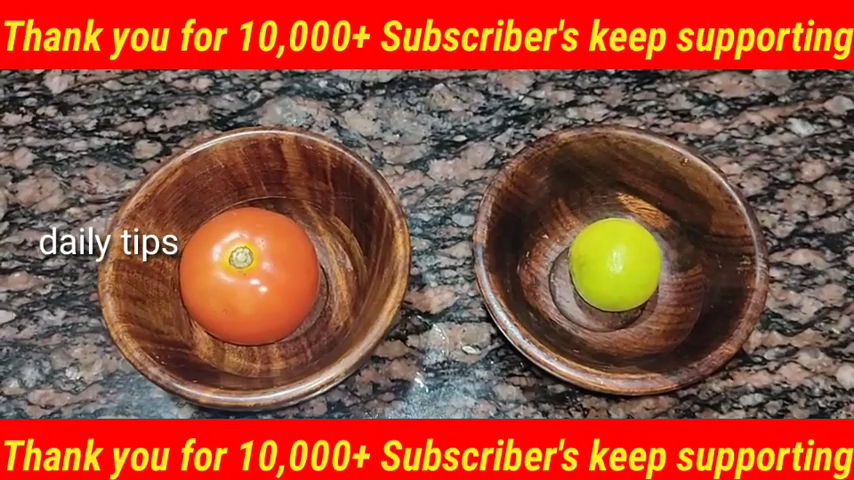 Thank you for 10,000+ Subscriber's keep supporting
daily tips
Thank you for 10,000+ Subscriber's keep supporting